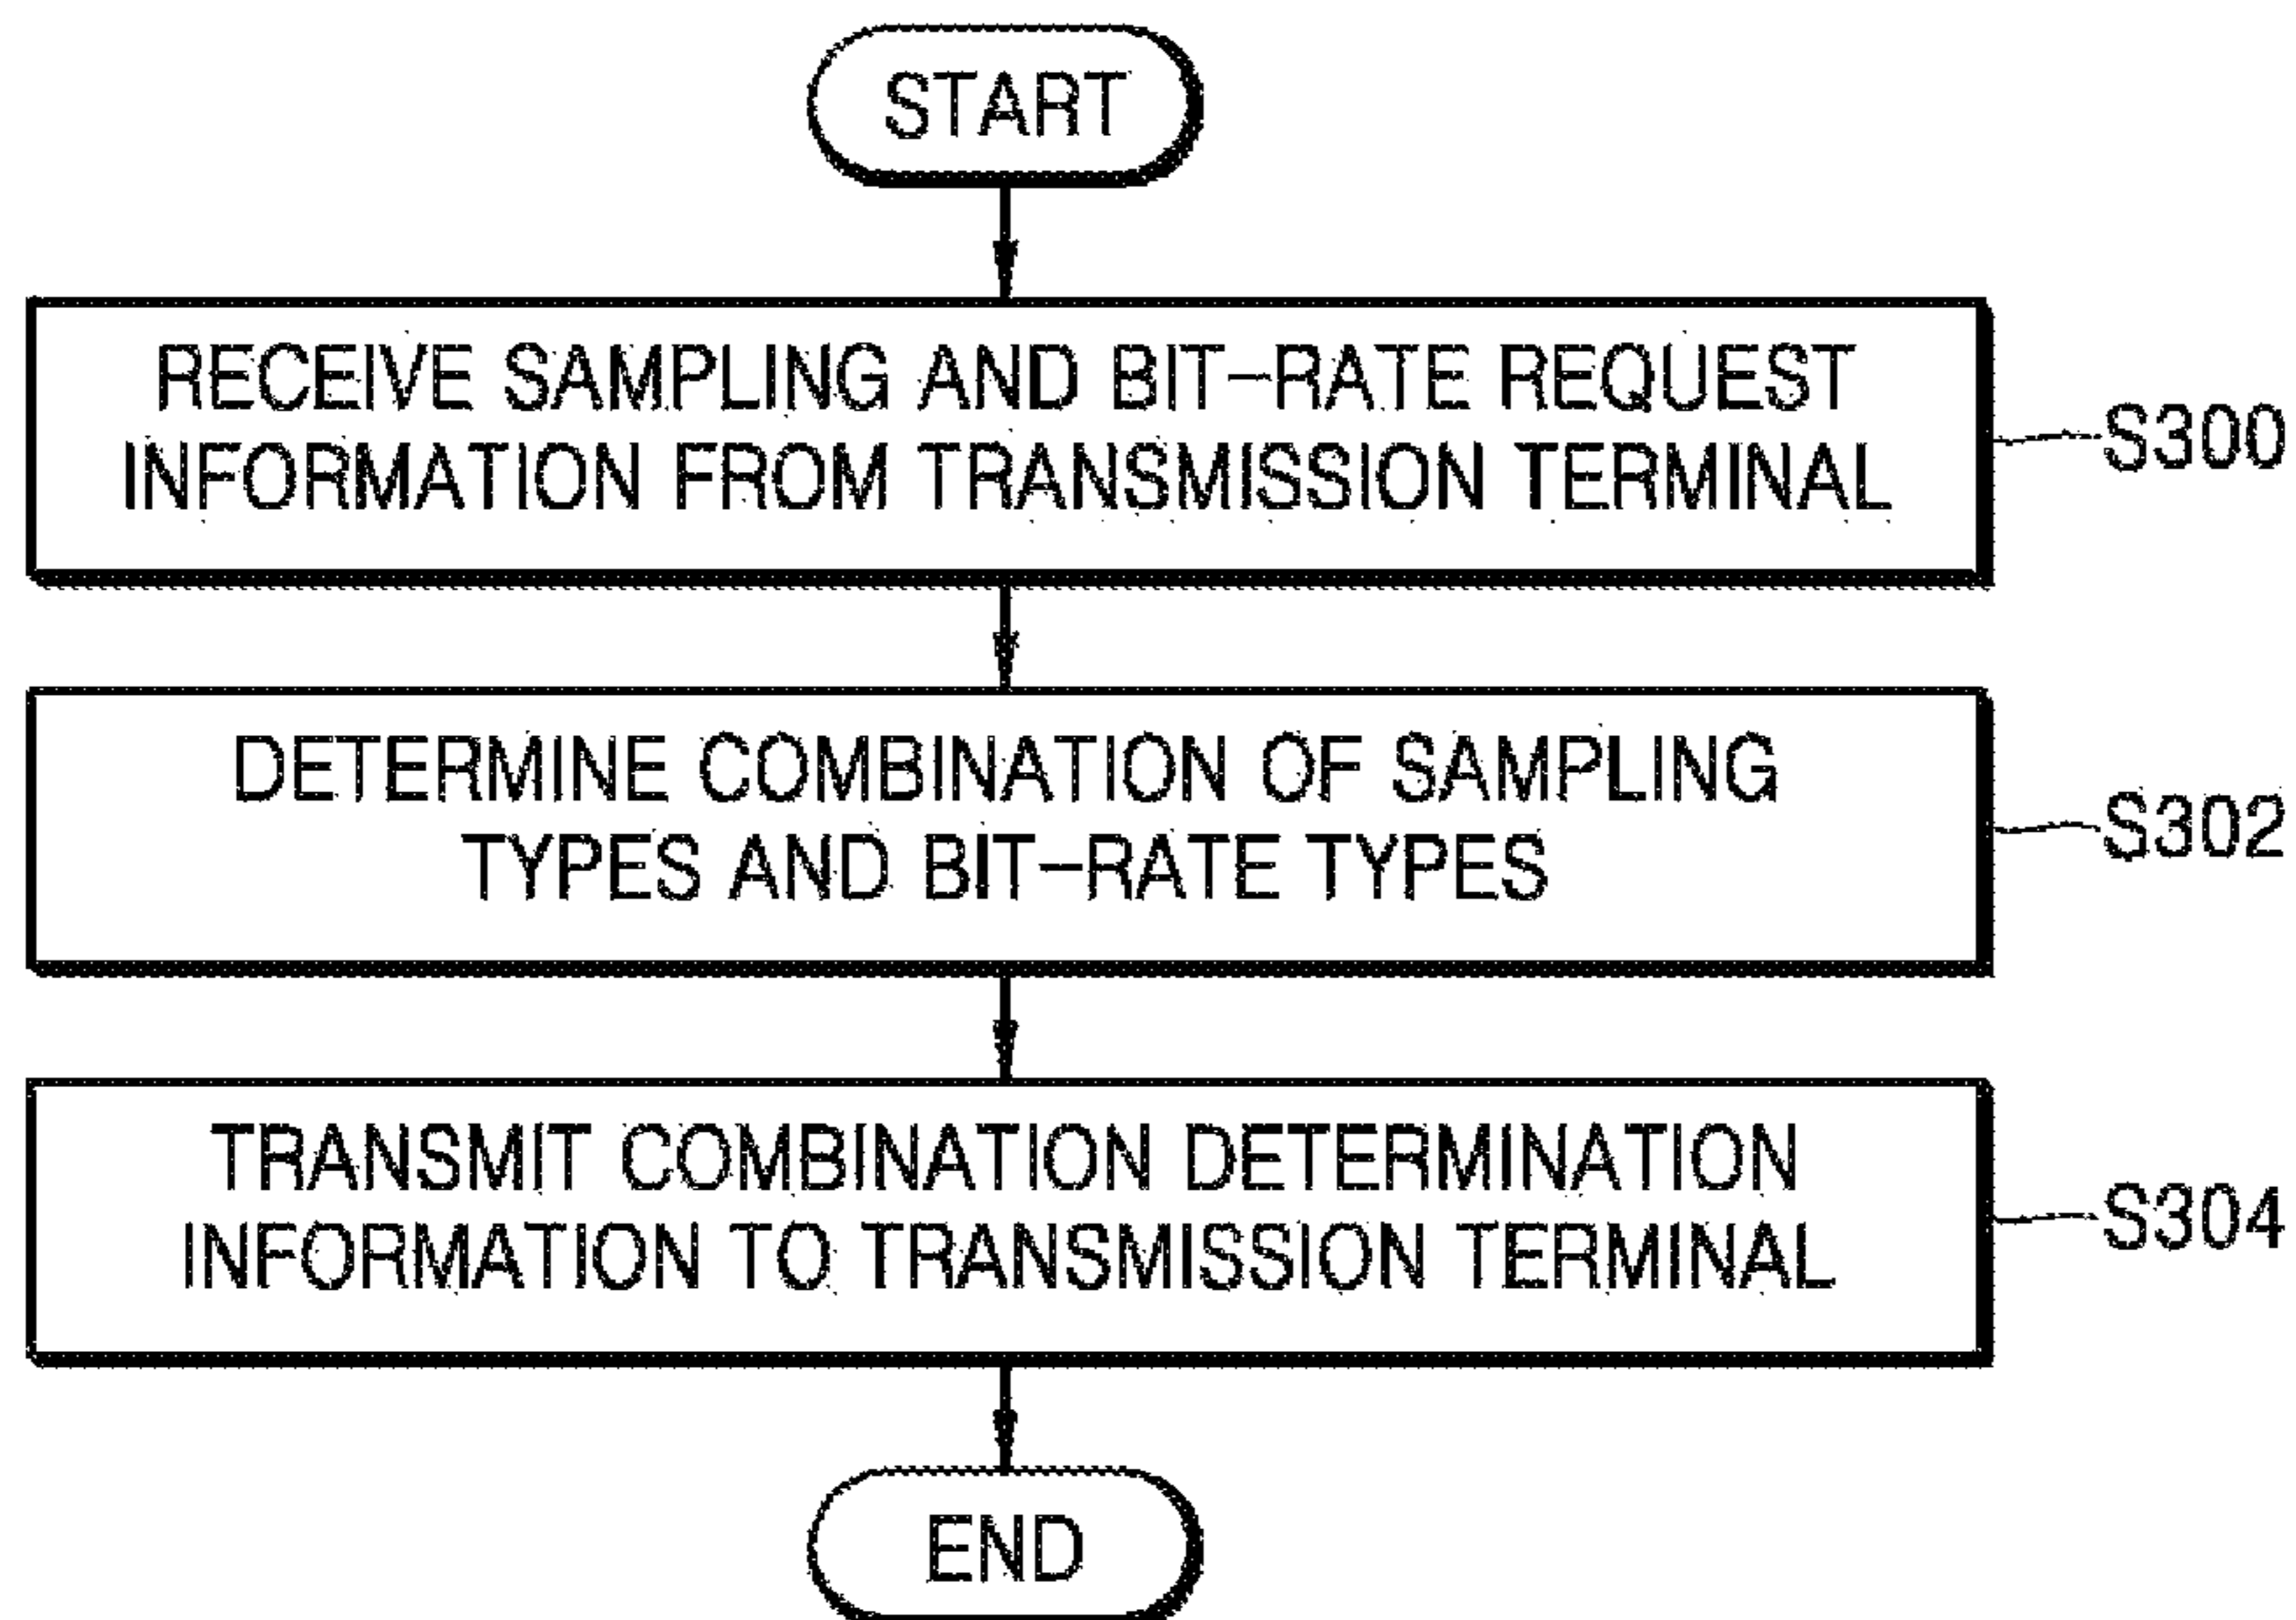 START
RECEIVE SAMPLING AND BIT-RATE REQUEST
INFORMATION FROM TRANSMISSION TERMINAL
S300
DETERMINE COMBINATION OF SAMPLING
TYPES AND BIT-RATE TYPES
S302
TRANSMIT COMBINATION DETERMINATION
INFORMATION TO TRANSMISSION TERMINAL
S304
END